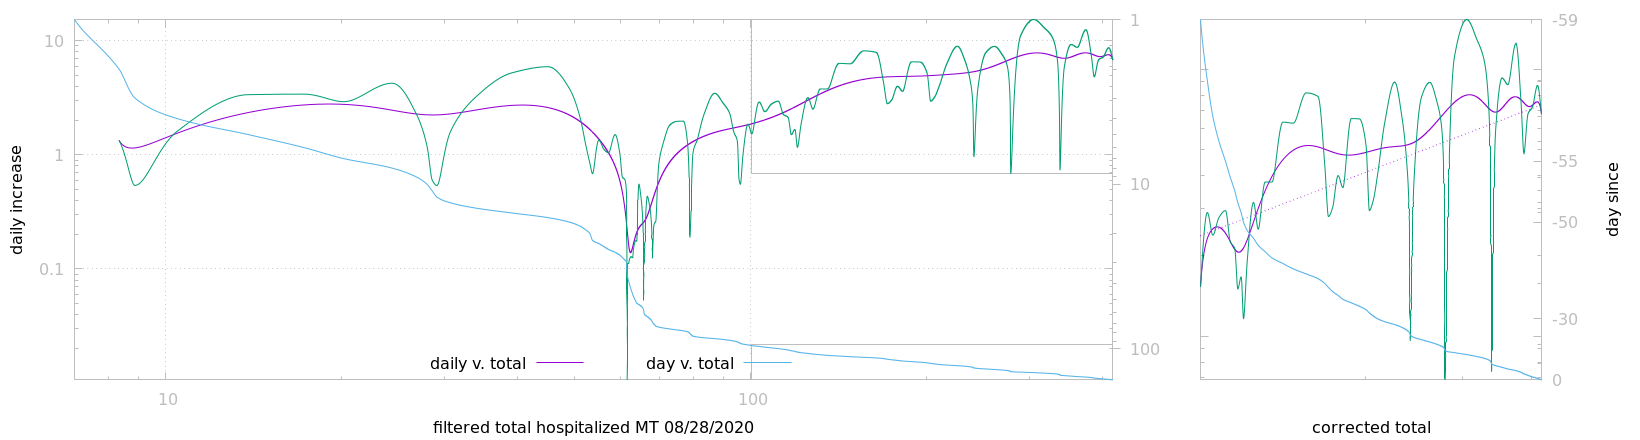 10
1
0.1
daily increase
daily v. total
day v. total
10
100
filtered total hospitalized MT 08/28/2020
1
10
100
-59
-55
-50
-30
0
day since
corrected total